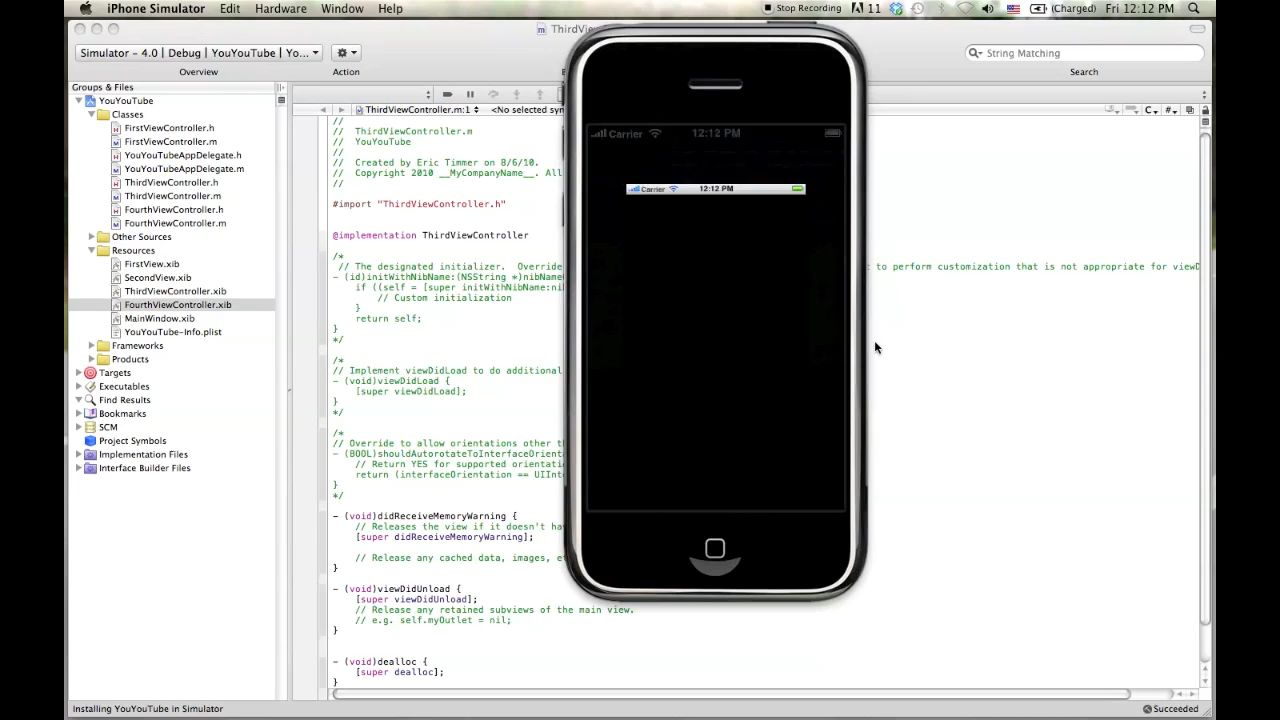 iPhone Simulator Edit Hardware Window Help Stop Recording 11 (Charged) Fri 12:12 PM
ThirdVie
Simulator - 4.0 | Debug | YouYouTube | Yo...
String Matching
Overview Action Search
Groups & Files
YouYouTube
Classes
FirstViewController.h
FirstViewController.m
YouYouTubeAppDelegate.h
YouYouTubeAppDelegate.m
ThirdViewController.h
ThirdViewController.m
FourthViewController.h
FourthViewController.m
Other Sources
Resources
FirstView.xib
SecondView.xib
ThirdViewController.xib
FourthViewController.xib
MainWindow.xib
YouYouTube-Info.plist
Frameworks
Products
Targets
Executables
Find Results
Bookmarks
SCM
Project Symbols
Implementation Files
Interface Builder Files
ThirdViewController.m:1 <No selected sym C #
//
// ThirdViewController.m
// YouYouTube
//
// Created by Eric Timmer on 8/6/10.
// Copyright 2010 __MyCompanyName__. All
//
#import "ThirdViewController.h"
@implementation ThirdViewController
/*
// The designated initializer. Override t to perform customization that is not appropriate for viewD
- (id)initWithNibName:(NSString *)nibName
if ((self = [super initWithNibName:nib
// Custom initialization
}
return self;
}
*/
/*
// Implement viewDidLoad to do additional
- (void)viewDidLoad {
[super viewDidLoad];
}
*/
/*
// Override to allow orientations other th
- (BOOL)shouldAutorotateToInterfaceOrienta
// Return YES for supported orientatio
return (interfaceOrientation == UIInte
}
*/
- (void)didReceiveMemoryWarning {
// Releases the view if it doesn't hav
[super didReceiveMemoryWarning];
// Release any cached data, images, et
}
- (void)viewDidUnload {
[super viewDidUnload];
// Release any retained subviews of the main view.
// e.g. self.myOutlet = nil;
}
- (void)dealloc {
[super dealloc];
}
Carrier 12:12 PM
Carrier 12:12 PM
Installing YouYouTube in Simulator Succeeded